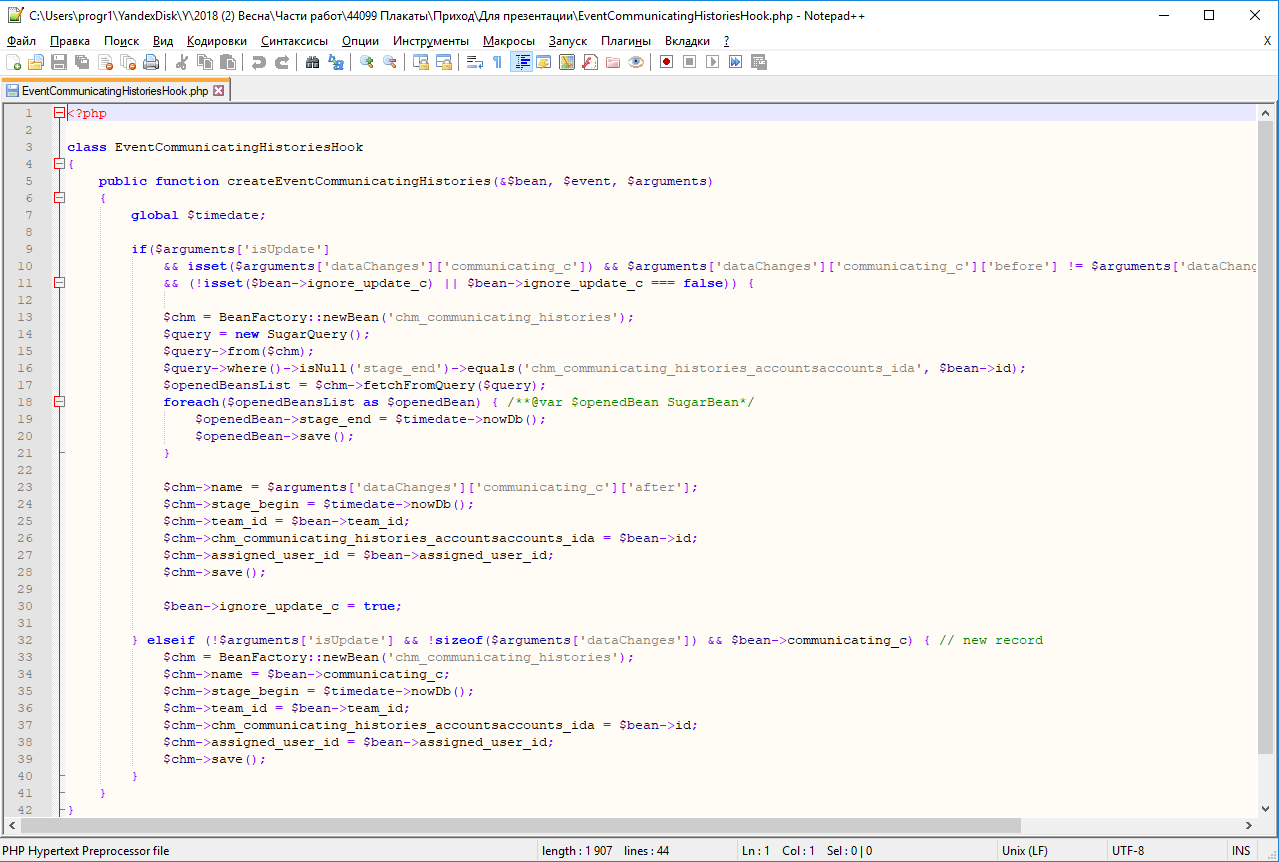 C:\Users\progr1\YandexDisk\Y\2018 (2) Весна\Части работ\44099 Плакаты\Приход\Для презентации\EventCommunicatingHistoriesHook.php - Notepad++
Файл Правка Поиск Вид Кодировки Синтаксисы Опции Инструменты Макросы Запуск Плагины Вкладки ? X
EventCommunicatingHistoriesHook.php
1 <?php
2
3 class EventCommunicatingHistoriesHook
4 {
5 public function createEventCommunicatingHistories(&$bean, $event, $arguments)
6 {
7 global $timedate;
8
9 if($arguments['isUpdate']
10 && isset($arguments['dataChanges']['communicating_c']) && $arguments['dataChanges']['communicating_c']['before'] != $arguments['dataChang
11 && (!isset($bean->ignore_update_c) || $bean->ignore_update_c === false)) {
12
13 $chm = BeanFactory::newBean('chm_communicating_histories');
14 $query = new SugarQuery();
15 $query->from($chm);
16 $query->where()->isNull('stage_end')->equals('chm_communicating_histories_accountsaccounts_ida', $bean->id);
17 $openedBeansList = $chm->fetchFromQuery($query);
18 foreach($openedBeansList as $openedBean) { /**@var $openedBean SugarBean*/
19 $openedBean->stage_end = $timedate->nowDb();
20 $openedBean->save();
21 }
22
23 $chm->name = $arguments['dataChanges']['communicating_c']['after'];
24 $chm->stage_begin = $timedate->nowDb();
25 $chm->team_id = $bean->team_id;
26 $chm->chm_communicating_histories_accountsaccounts_ida = $bean->id;
27 $chm->assigned_user_id = $bean->assigned_user_id;
28 $chm->save();
29
30 $bean->ignore_update_c = true;
31
32 } elseif (!$arguments['isUpdate'] && !sizeof($arguments['dataChanges']) && $bean->communicating_c) { // new record
33 $chm = BeanFactory::newBean('chm_communicating_histories');
34 $chm->name = $bean->communicating_c;
35 $chm->stage_begin = $timedate->nowDb();
36 $chm->team_id = $bean->team_id;
37 $chm->chm_communicating_histories_accountsaccounts_ida = $bean->id;
38 $chm->assigned_user_id = $bean->assigned_user_id;
39 $chm->save();
40 }
41 }
42 }
PHP Hypertext Preprocessor file length : 1 907 lines : 44 Ln : 1 Col : 1 Sel : 0 | 0 Unix (LF) UTF-8 INS